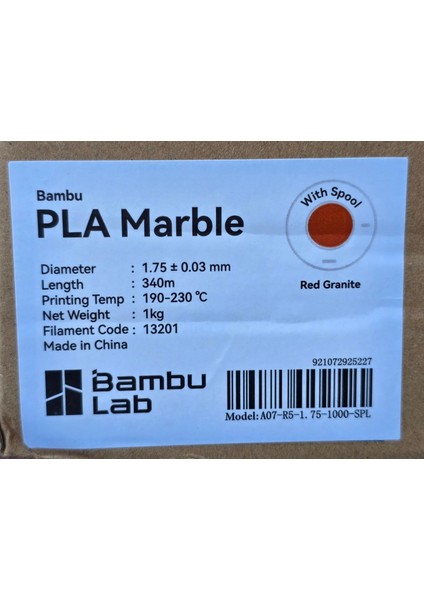 Bambu
PLA Marble
With Spool
Red Granite
Diameter : 1.75 ± 0.03 mm
Length : 340m
Printing Temp : 190-230 ℃
Net Weight : 1kg
Filament Code : 13201
Made in China
Bambu
Lab
921072925227
Model:A07-R5-1.75-1000-SPL